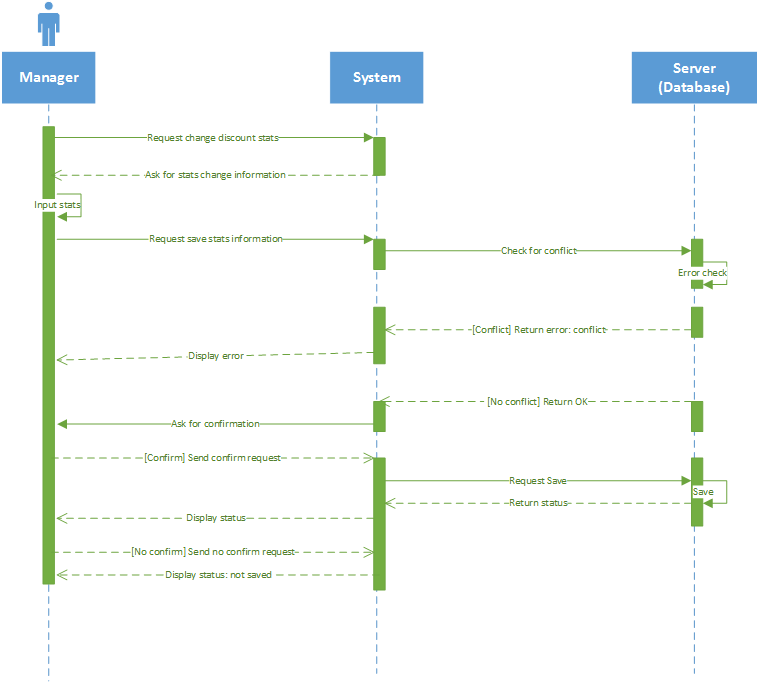 Manager
System
Server
(Database)
Request change discount stats
Ask for stats change information
Input stats
Request save stats information
Check for conflict
Error check
[Conflict] Return error: conflict
Display error
[No conflict] Return OK
Ask for confirmation
[Confirm] Send confirm request
Request Save
Save
Return status
Display status
[No confirm] Send no confirm request
Display status: not saved